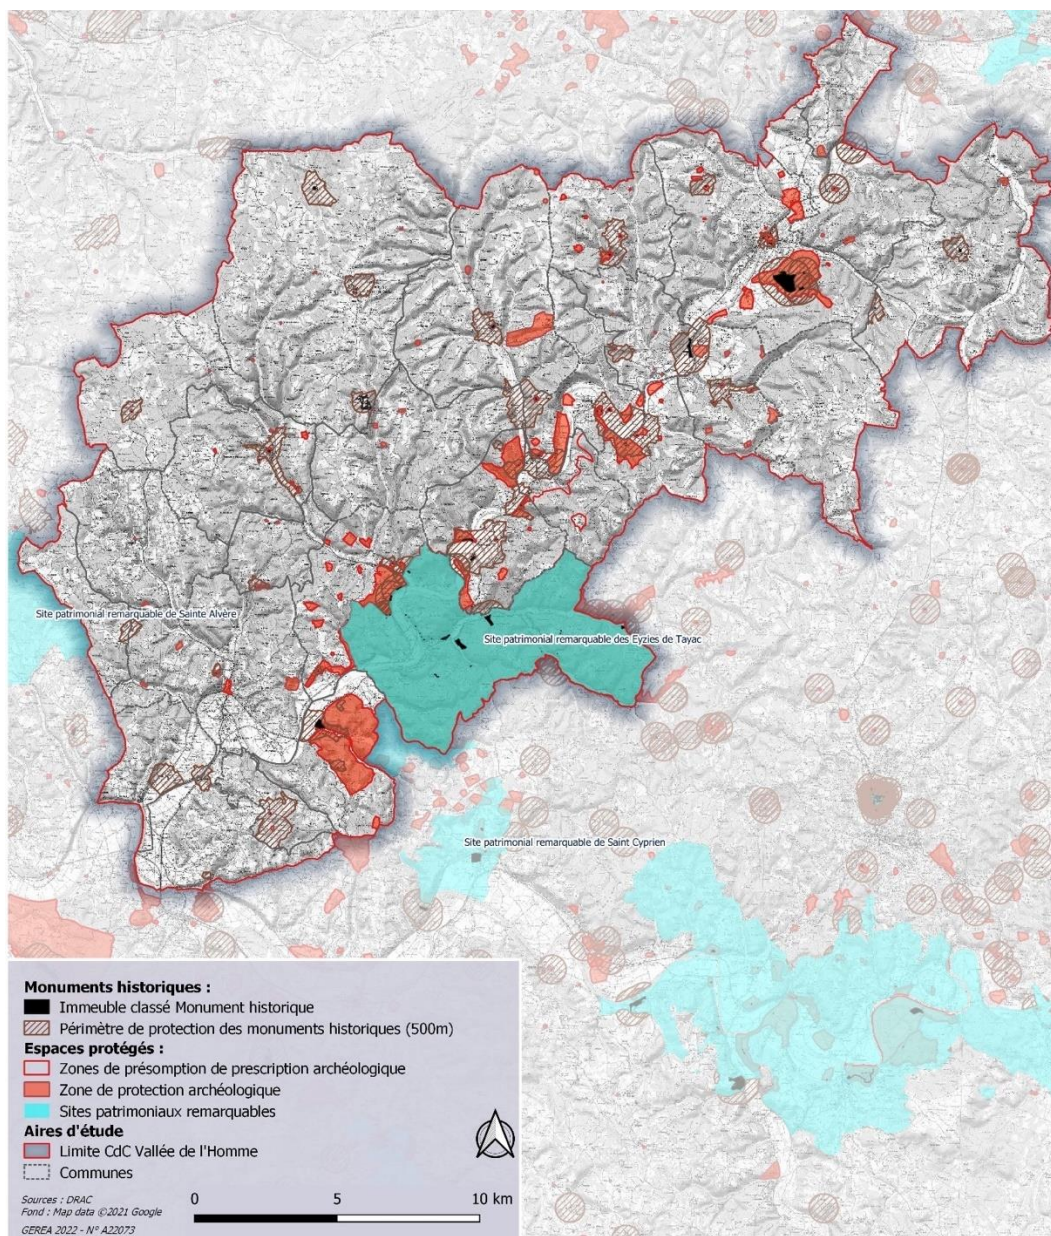 Site patrimonial remarquable de Sainte Alvère
Site patrimonial remarquable des Eyzies de Tayac
Site patrimonial remarquable de Saint Cyprien
Monuments historiques :
Immeuble classé Monument historique
Périmètre de protection des monuments historiques (500m)
Espaces protégés :
Zones de présomption de prescription archéologique
Zone de protection archéologique
Sites patrimoniaux remarquables
Aires d'étude
Limite CdC Vallée de l'Homme
Communes
Sources : DRAC
Fond : Map data ©2021 Google
GEREA 2022 - N° A22073
0 5 10 km